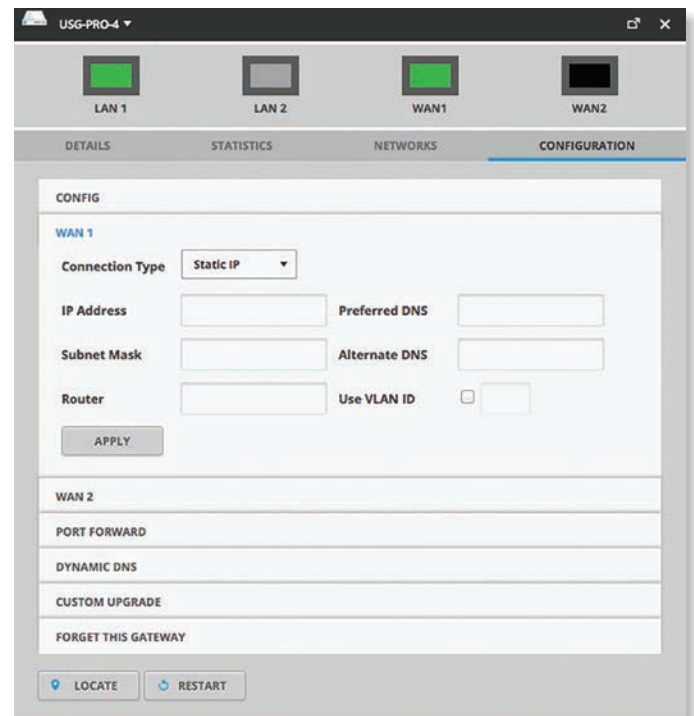 USG-PRO-4
LAN 1 LAN 2 WAN1 WAN2
DETAILS STATISTICS NETWORKS CONFIGURATION
CONFIG
WAN 1
Connection Type Static IP
IP Address Preferred DNS
Subnet Mask Alternate DNS
Router Use VLAN ID
APPLY
WAN 2
PORT FORWARD
DYNAMIC DNS
CUSTOM UPGRADE
FORGET THIS GATEWAY
LOCATE RESTART